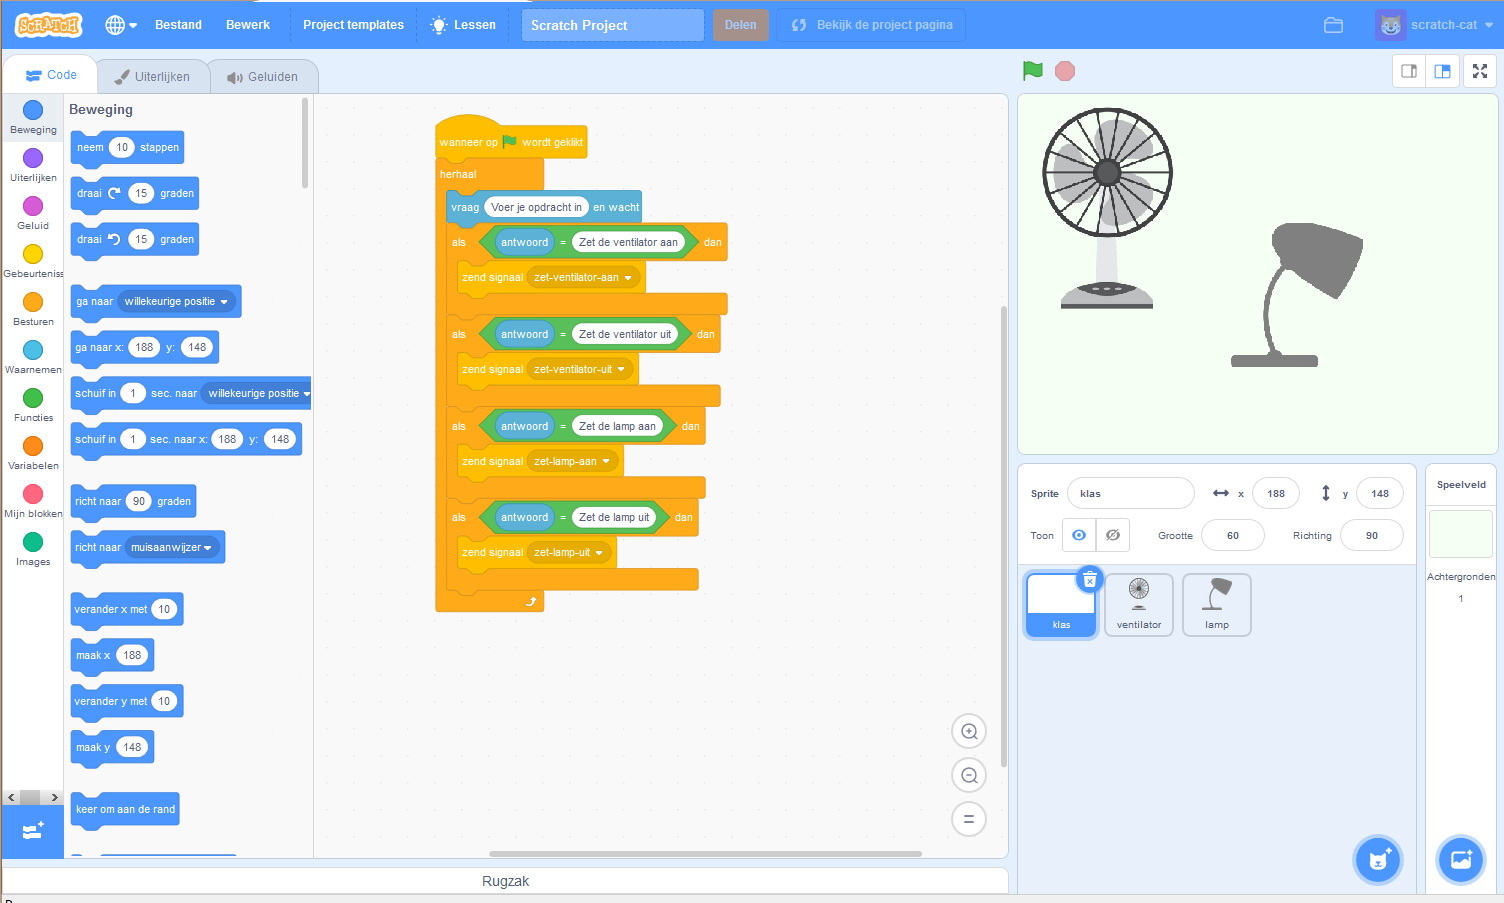 SCRATCH
Bestand
Bewerk
Project templates
Lessen
Scratch Project
Delen
Bekijk de project pagina
scratch-cat
Code
Uiterlijken
Geluiden
Beweging
Uiterlijken
Geluid
Gebeurteniss
Besturen
Waarnemen
Functies
Variabelen
Mijn blokken
Images
Beweging
neem 10 stappen
draai 15 graden
draai 15 graden
ga naar willekeurige positie
ga naar x: 188 y: 148
schuif in 1 sec. naar willekeurige positie
schuif in 1 sec. naar x: 188 y: 148
richt naar 90 graden
richt naar muisaanwijzer
verander x met 10
maak x 188
verander y met 10
maak y 148
keer om aan de rand
wanneer op wordt geklikt
herhaal
vraag Voer je opdracht in en wacht
als antwoord = Zet de ventilator aan dan
zend signaal zet-ventilator-aan
als antwoord = Zet de ventilator uit dan
zend signaal zet-ventilator-uit
als antwoord = Zet de lamp aan dan
zend signaal zet-lamp-aan
als antwoord = Zet de lamp uit dan
zend signaal zet-lamp-uit
Rugzak
Sprite klas x 188 y 148
Toon Grootte 60 Richting 90
klas
ventilator
lamp
Speelveld
Achtergronden
1